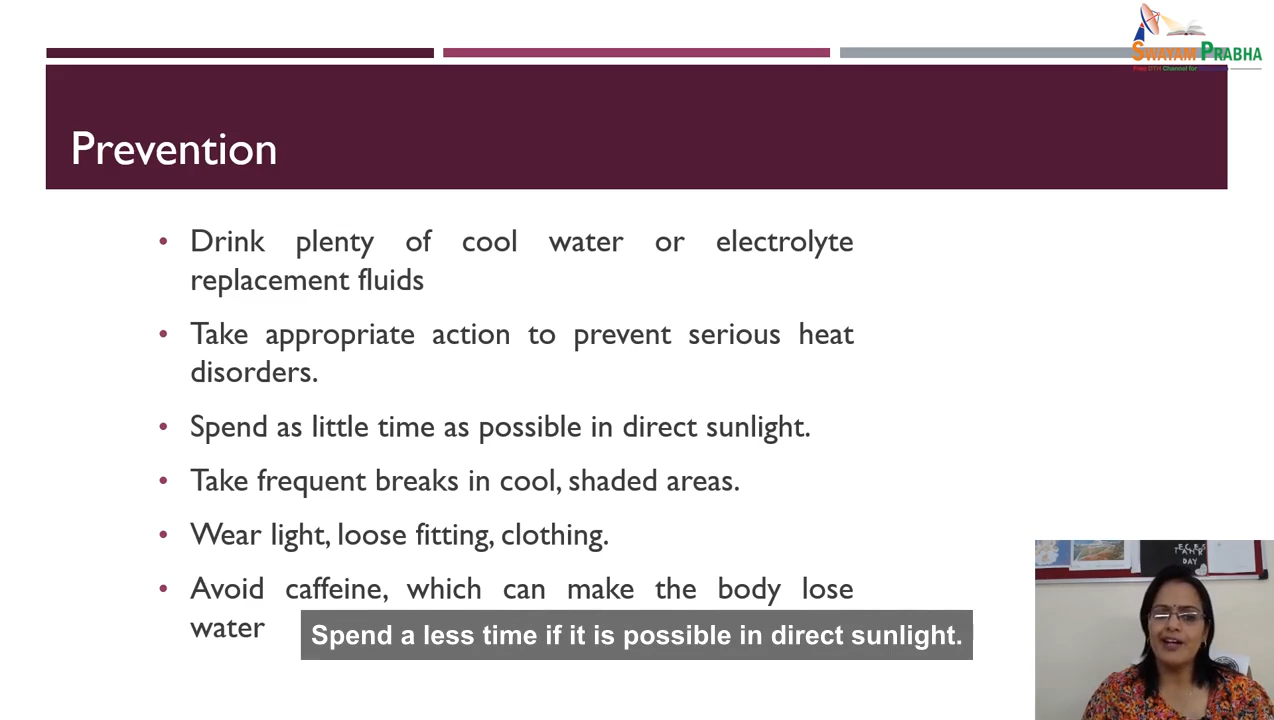 SWAYAM PRABHA
Prevention
• Drink plenty of cool water or electrolyte
replacement fluids
• Take appropriate action to prevent serious heat
disorders.
• Spend as little time as possible in direct sunlight.
• Take frequent breaks in cool, shaded areas.
• Wear light, loose fitting, clothing.
• Avoid caffeine, which can make the body lose
water
Spend a less time if it is possible in direct sunlight.
DAY